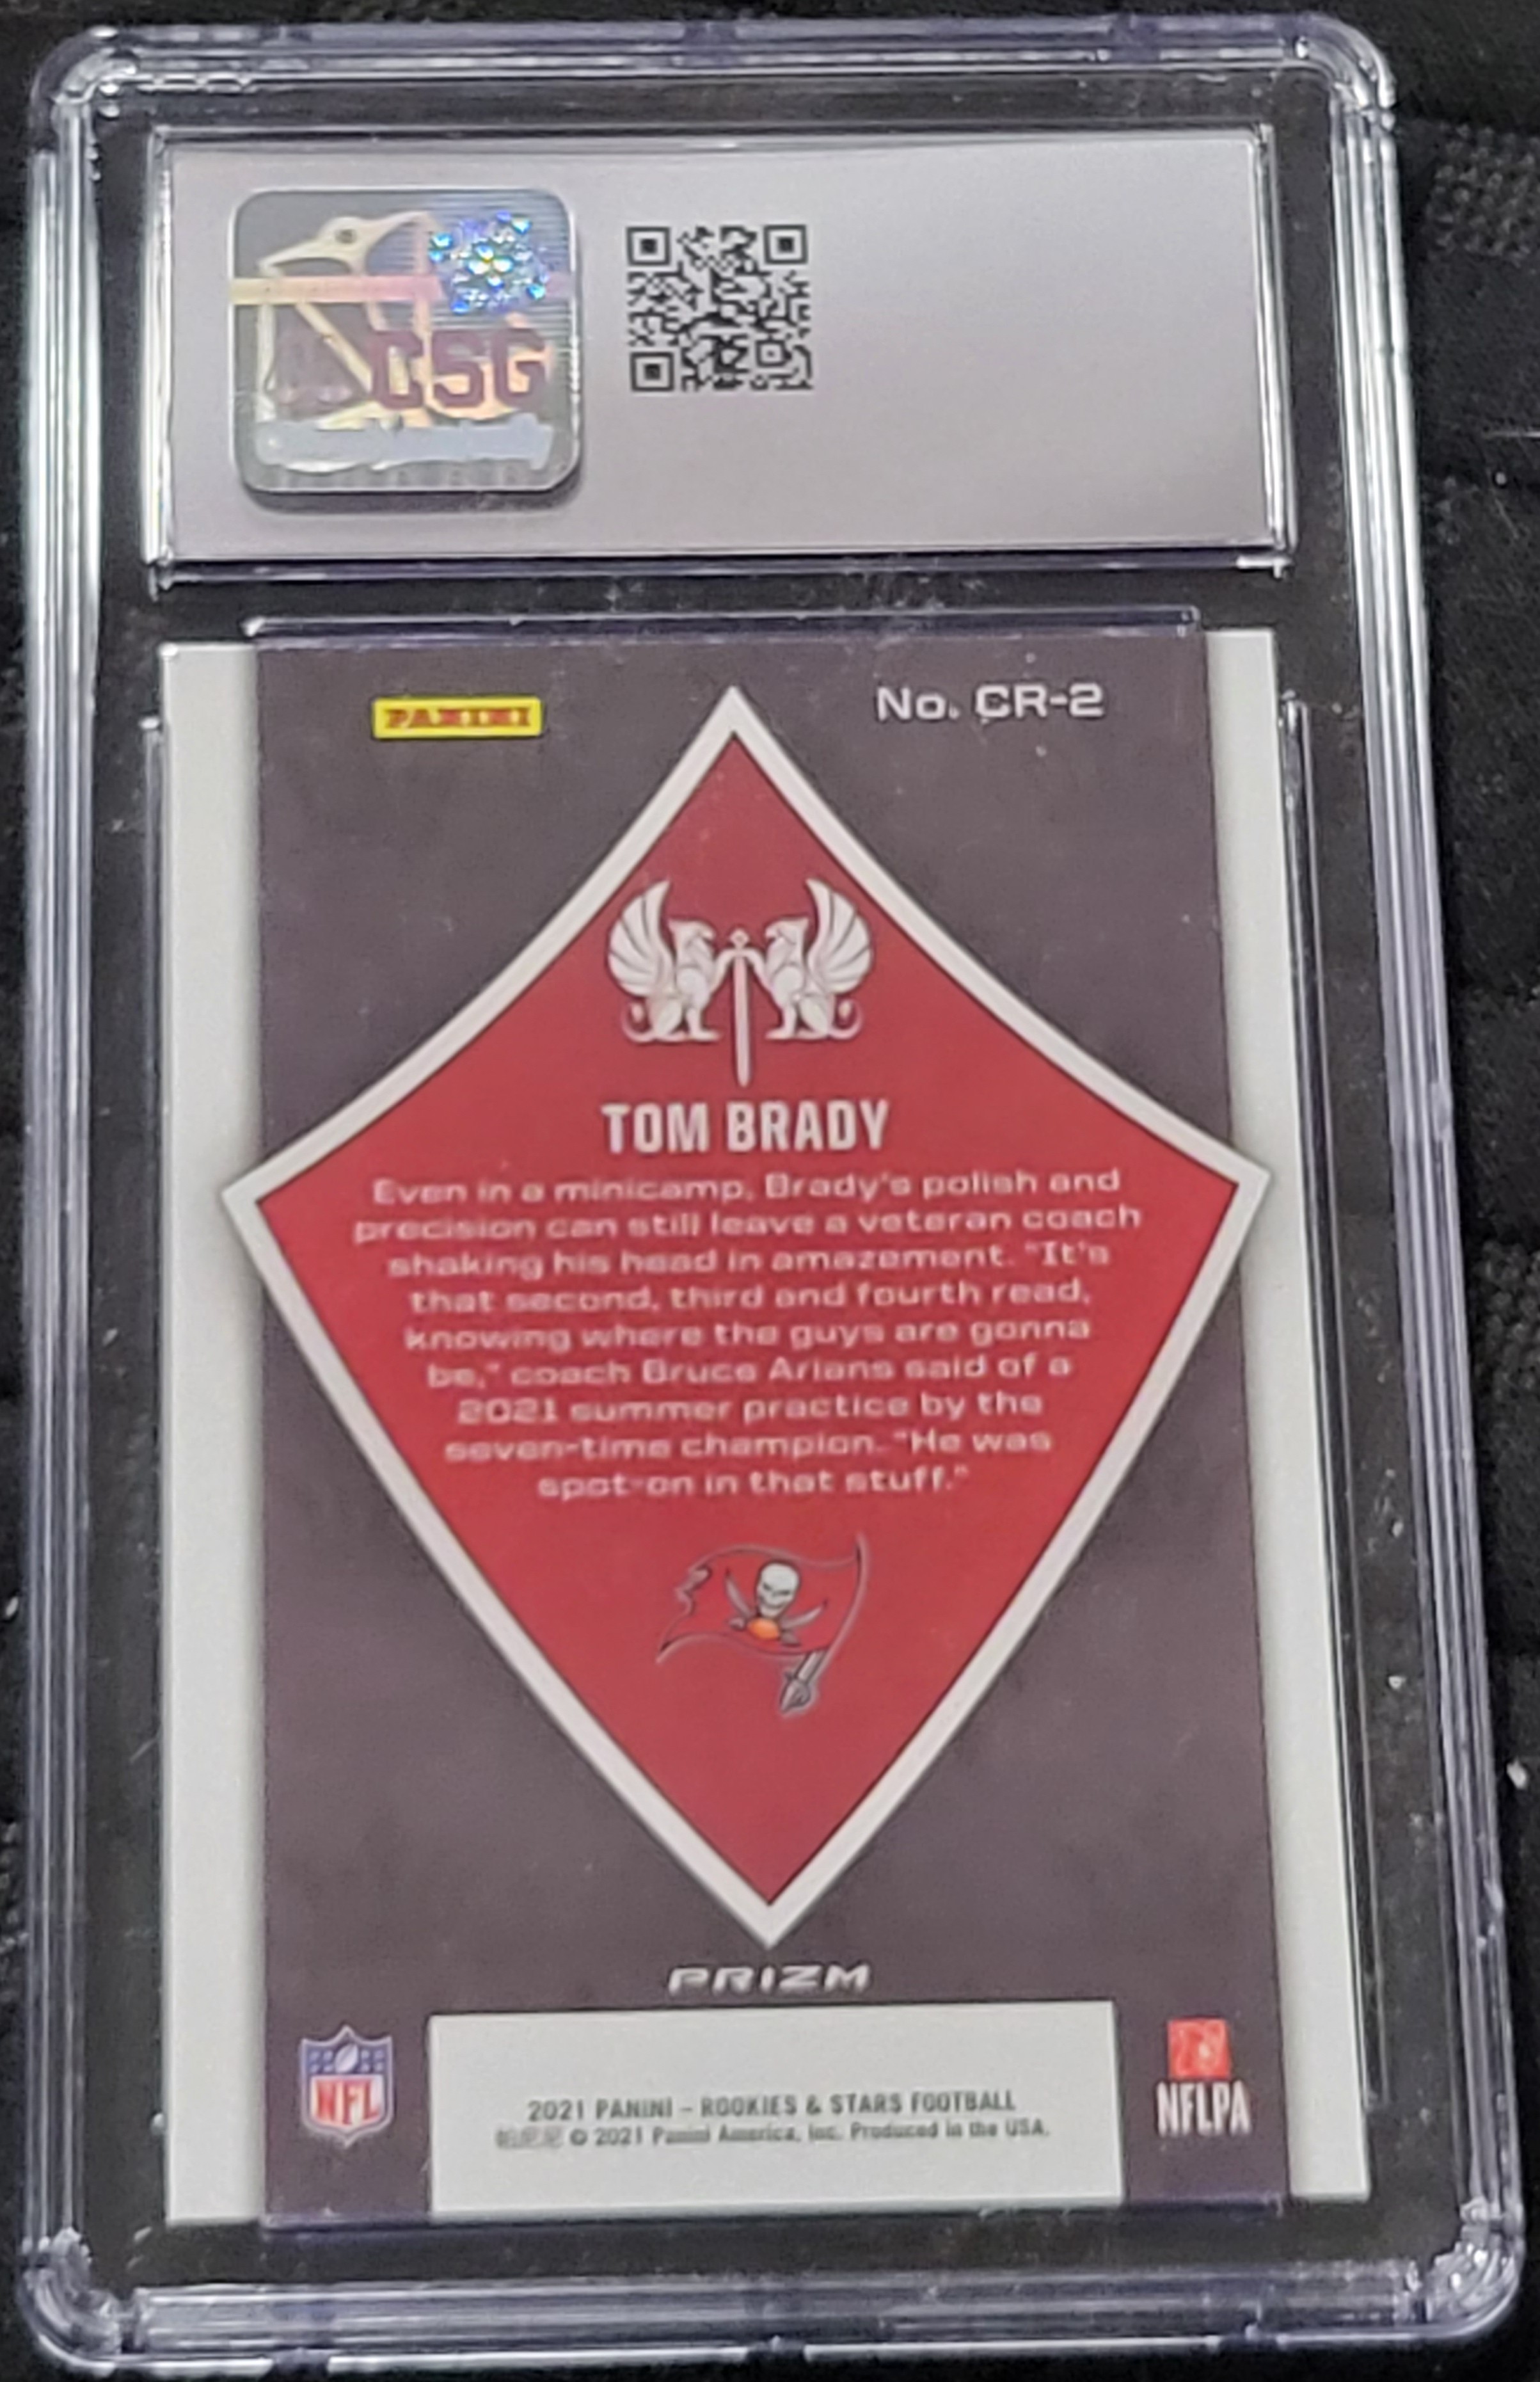 CSG
PANINI
No. CR-2
TOM BRADY
Even in a minicamp, Brady's polish and
precision can still leave a veteran coach
shaking his head in amazement. "It's
that second, third and fourth read,
knowing where the guys are gonna
be," coach Bruce Arians said of a
2021 summer practice by the
seven-time champion. "He was
spot-on in that stuff."
PRIZM
NFL
NFLPA
2021 PANINI – ROOKIES & STARS FOOTBALL
© 2021 Panini America, Inc. Produced in the USA.